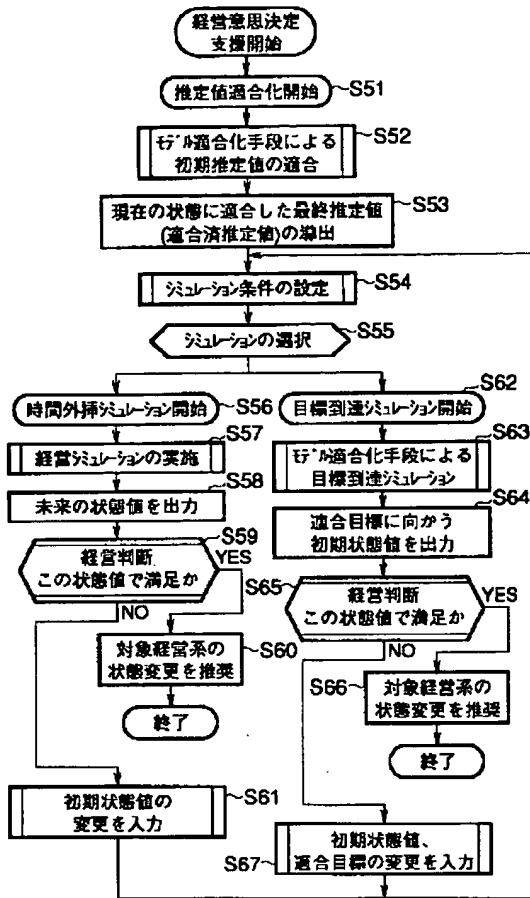 経営意思決定
支援開始
推定値適合化開始
S51
モデル適合化手段による
初期推定値の適合
S52
現在の状態に適合した最終推定値
(適合済推定値)の導出
S53
シミュレーション条件の設定
S54
シミュレーションの選択
S55
時間外挿シミュレーション開始
S56
経営シミュレーションの実施
S57
未来の状態値を出力
S58
経営判断
この状態値で満足か
S59
YES
NO
対象経営系の
状態変更を推奨
S60
終了
初期状態値の
変更を入力
S61
目標到達シミュレーション開始
S62
モデル適合化手段による
目標到達シミュレーション
S63
適合目標に向かう
初期状態値を出力
S64
経営判断
この状態値で満足か
S65
YES
NO
対象経営系の
状態変更を推奨
S66
終了
初期状態値、
適合目標の変更を入力
S67